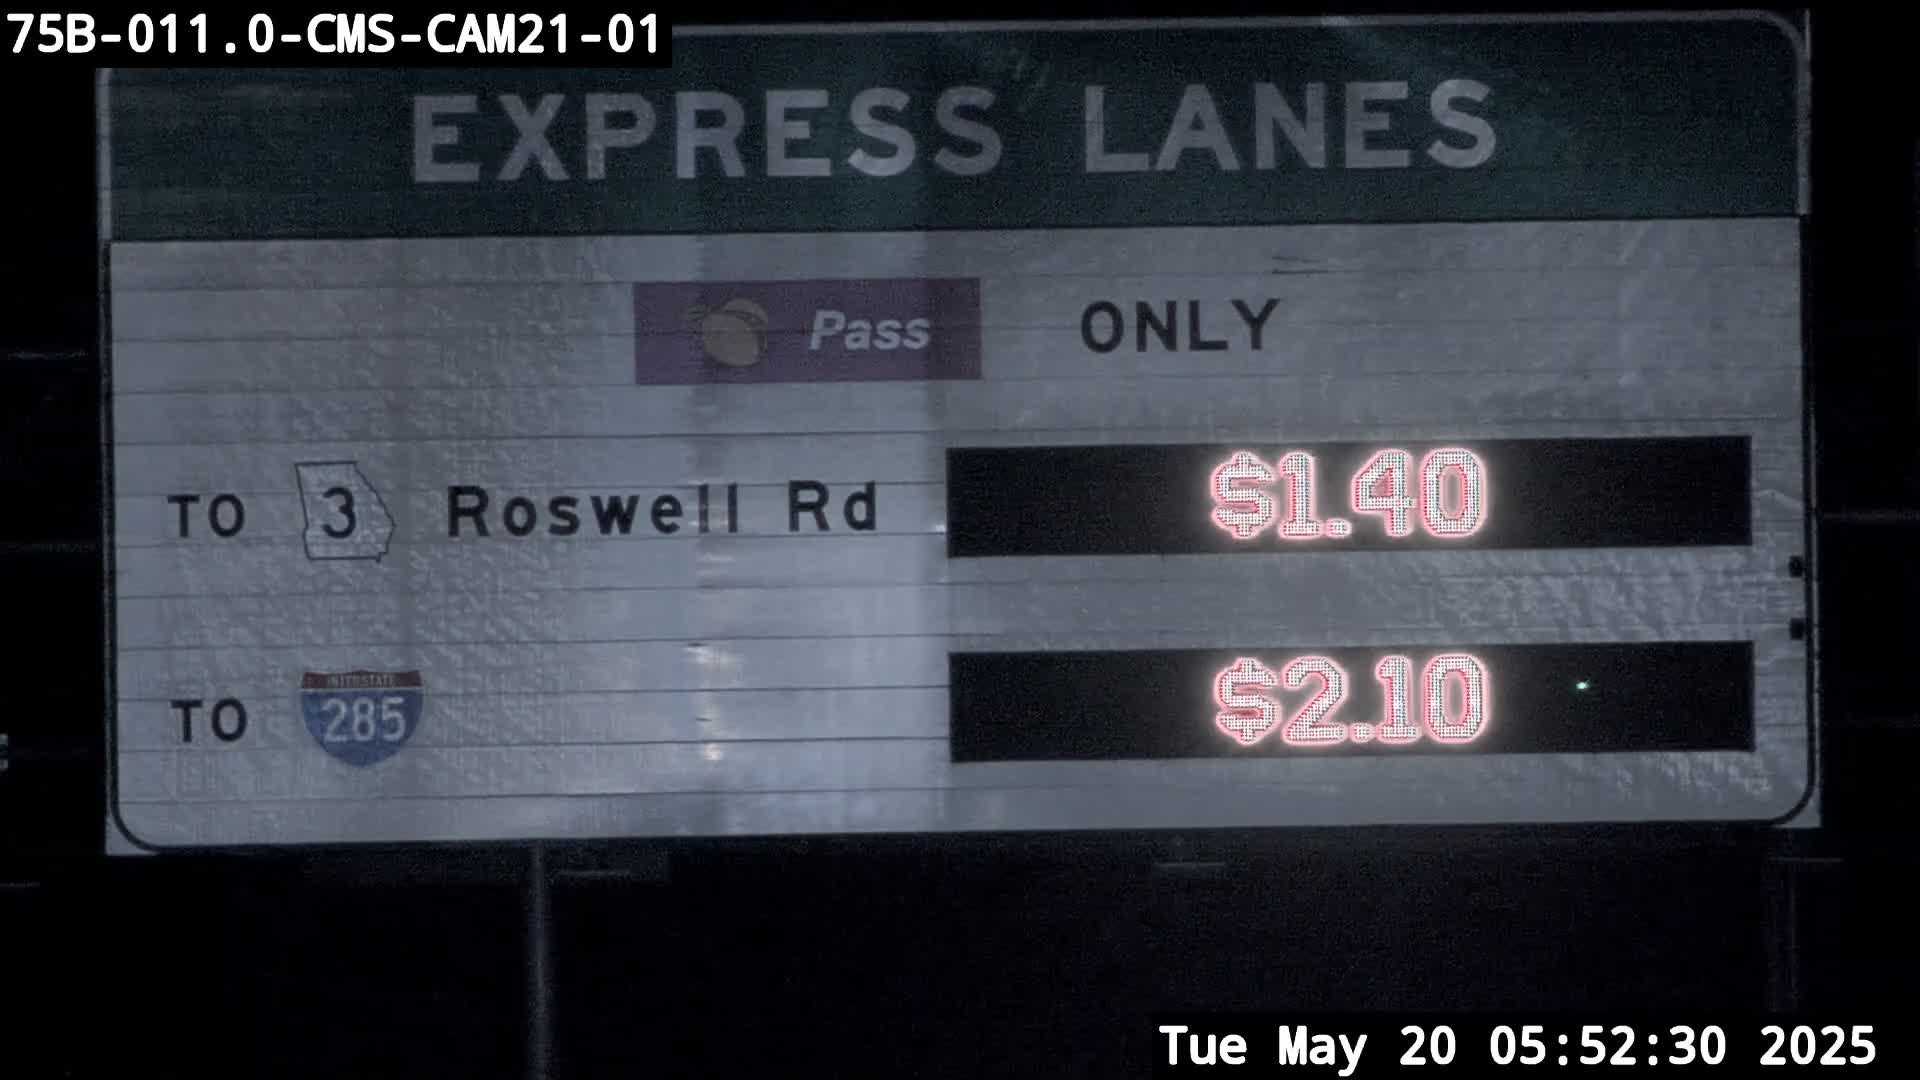 75B-011.0-CMS-CAM21-01
EXPRESS LANES
Pass ONLY
TO 3 Roswell Rd $1.40
TO INTERSTATE 285 $2.10
Tue May 20 05:52:30 2025